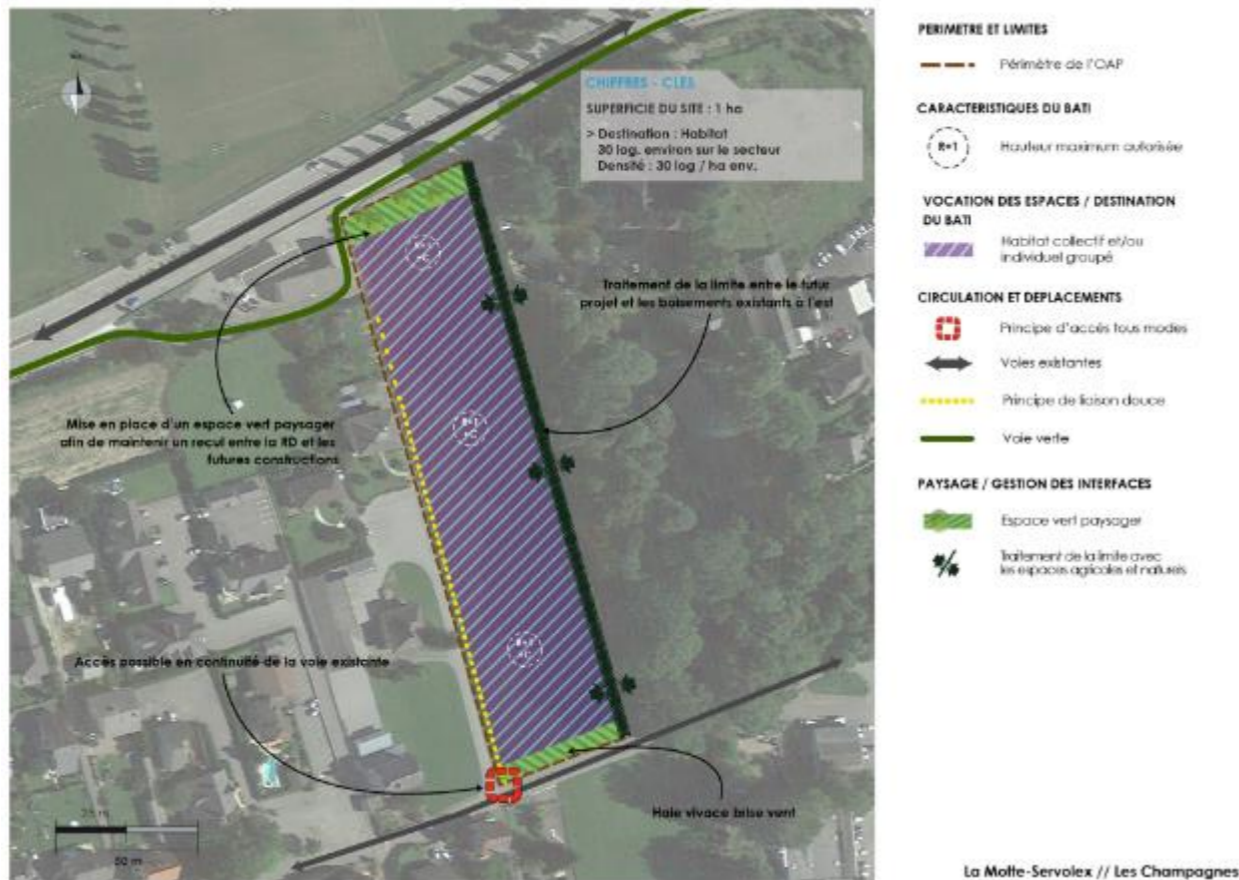 CHIFFRES - CLES
SUPERFICIE DU SITE : 1 ha
> Destination : Habitat
30 log. environ sur le secteur
Densité : 30 log / ha env.
Traitement de la limite entre le futur
projet et les boisements existants à l'est
Mise en place d'un espace vert paysager
afin de maintenir un recul entre la RD et les
futures constructions
Accès possible en continuité de la voie existante
Haie vivace brise vent
25 m
50 m
R+1
R+1
R+1
PERIMETRE ET LIMITES
Périmètre de l'OAP
CARACTERISTIQUES DU BATI
R+1
Hauteur maximum autorisée
VOCATION DES ESPACES / DESTINATION
DU BATI
Habitat collectif et/ou
individuel groupé
CIRCULATION ET DEPLACEMENTS
Principe d'accès tous modes
Voies existantes
Principe de liaison douce
Voie verte
PAYSAGE / GESTION DES INTERFACES
Espace vert paysager
Traitement de la limite avec
les espaces agricoles et naturels
La Motte-Servolex // Les Champagnes